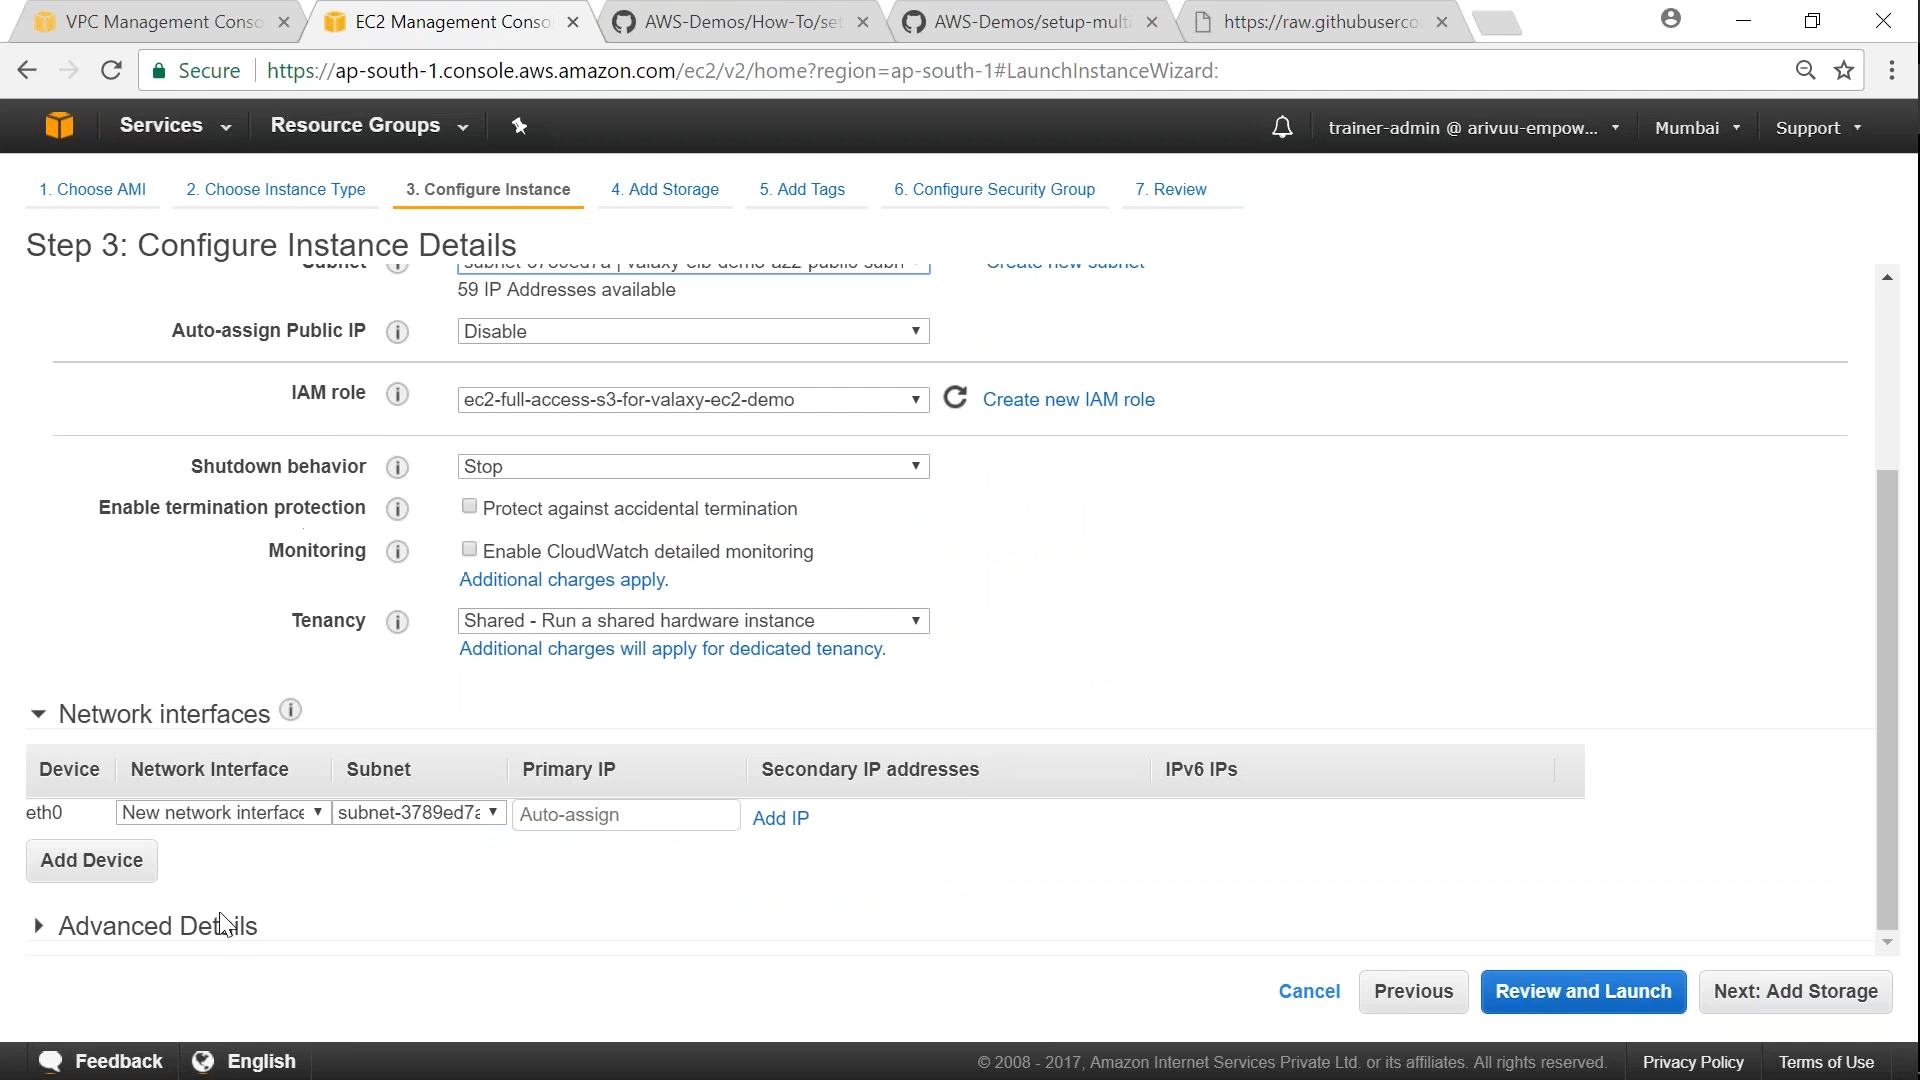 VPC Management Conso
EC2 Management Conso
AWS-Demos/How-To/set
AWS-Demos/setup-multi
https://raw.githubuserco
Secure
https://ap-south-1.console.aws.amazon.com/ec2/v2/home?region=ap-south-1#LaunchInstanceWizard:
Services
Resource Groups
trainer-admin @ arivuu-empow...
Mumbai
Support
1. Choose AMI
2. Choose Instance Type
3. Configure Instance
4. Add Storage
5. Add Tags
6. Configure Security Group
7. Review
Step 3: Configure Instance Details
Subnet
Create new subnet
59 IP Addresses available
Auto-assign Public IP
Disable
IAM role
ec2-full-access-s3-for-valaxy-ec2-demo
Create new IAM role
Shutdown behavior
Stop
Enable termination protection
Protect against accidental termination
Monitoring
Enable CloudWatch detailed monitoring
Additional charges apply.
Tenancy
Shared - Run a shared hardware instance
Additional charges will apply for dedicated tenancy.
Network interfaces
Device
Network Interface
Subnet
Primary IP
Secondary IP addresses
IPv6 IPs
eth0
New network interface
subnet-3789ed7a
Auto-assign
Add IP
Add Device
Advanced Details
Cancel
Previous
Review and Launch
Next: Add Storage
Feedback
English
© 2008 - 2017, Amazon Internet Services Private Ltd. or its affiliates. All rights reserved.
Privacy Policy
Terms of Use